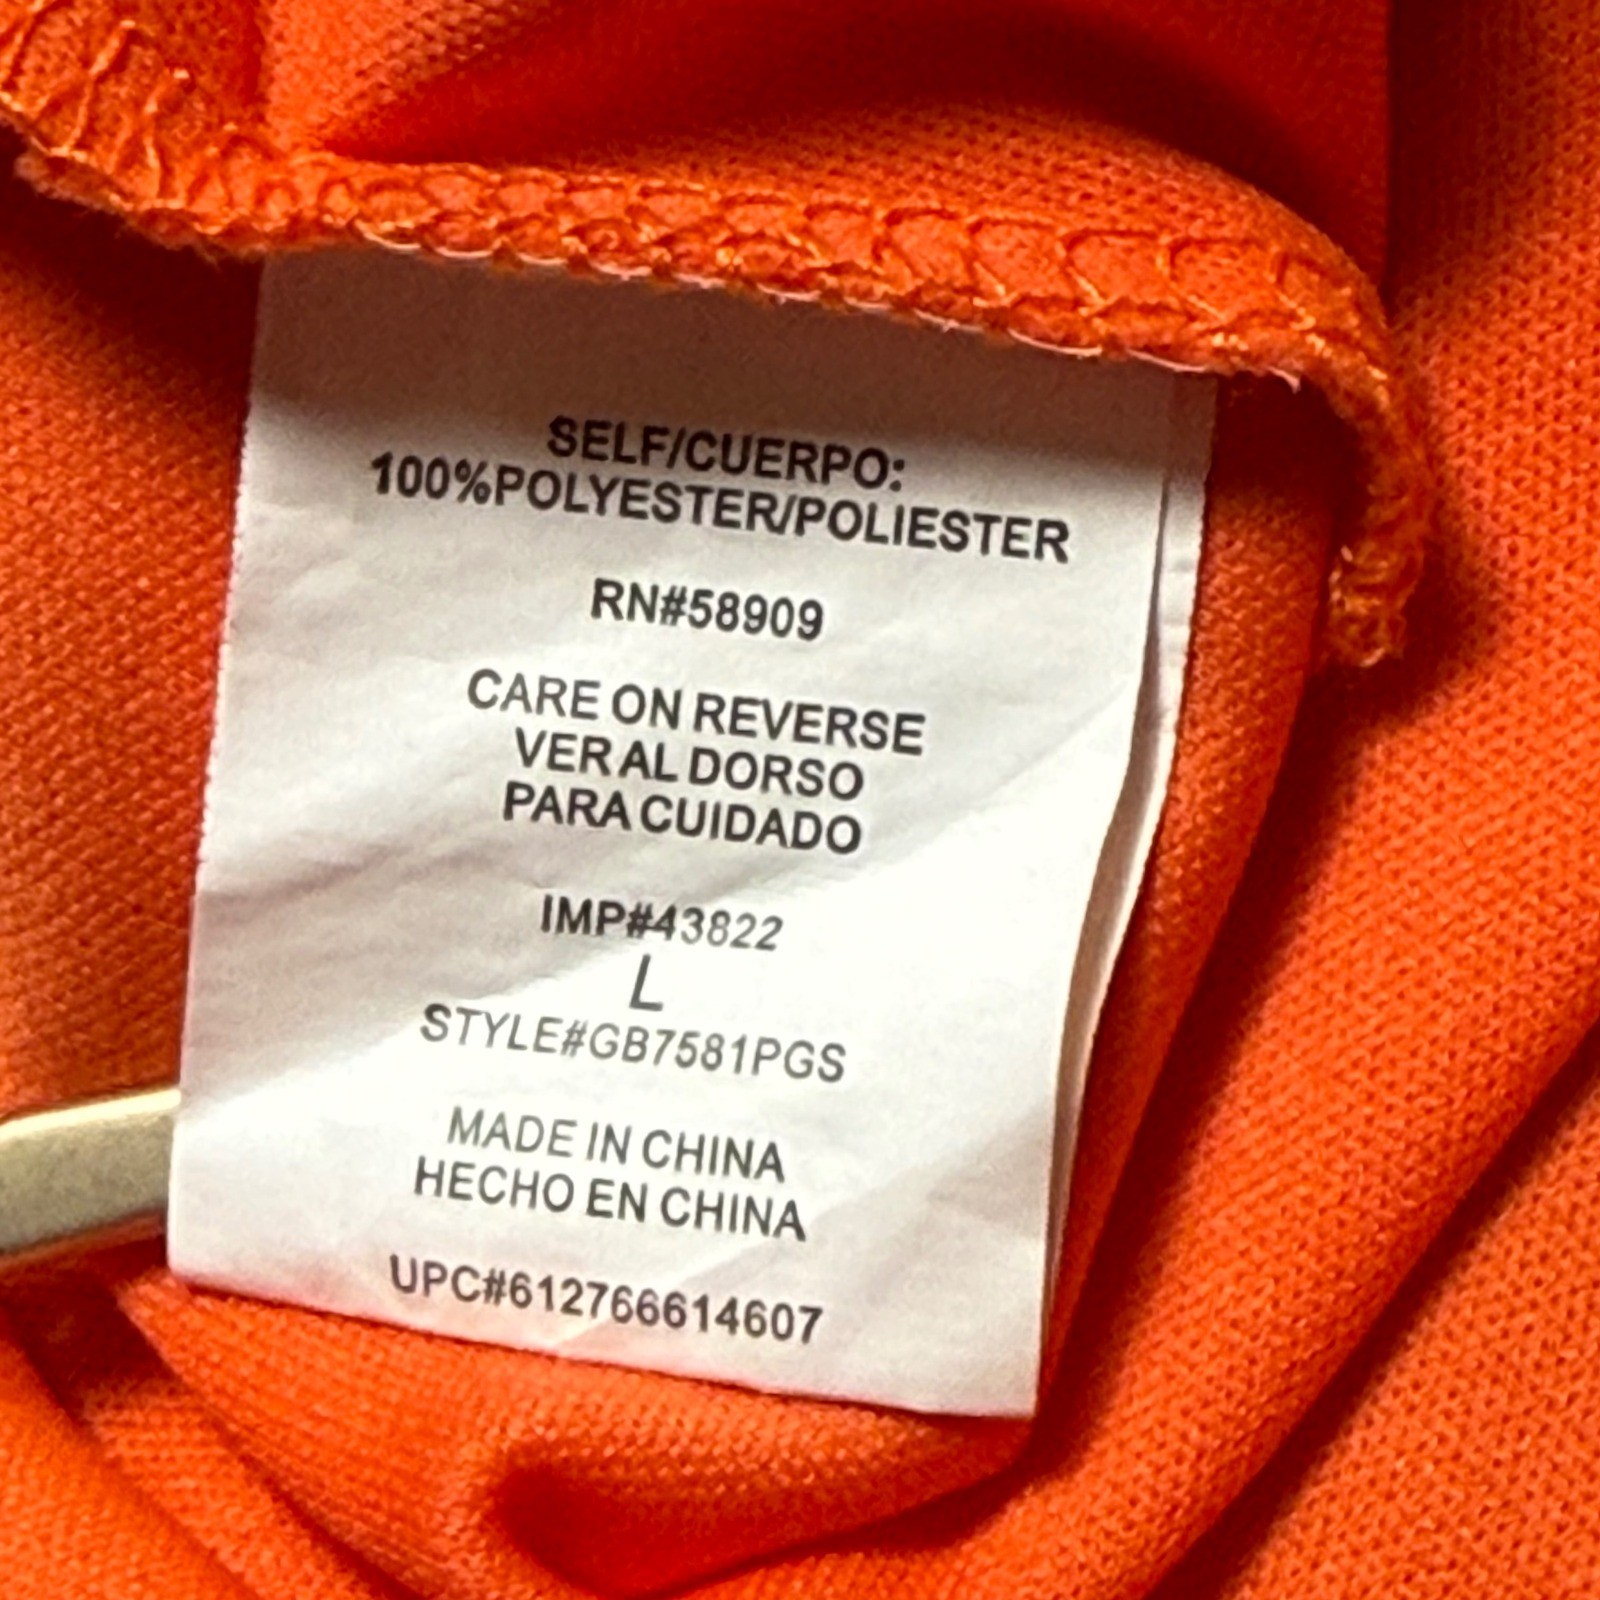 SELF/CUERPO:
100%POLYESTER/POLIESTER
RN#58909
CARE ON REVERSE
VER AL DORSO
PARA CUIDADO
IMP#43822
L
STYLE#GB7581PGS
MADE IN CHINA
HECHO EN CHINA
UPC#612766614607